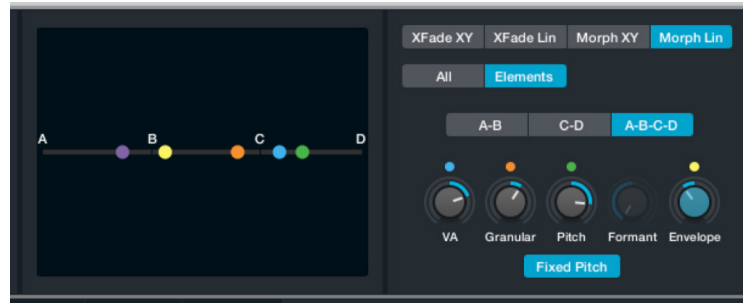 XFade XY XFade Lin Morph XY Morph Lin
All Elements
A B C D
A-B C-D A-B-C-D
VA Granular Pitch Formant Envelope
Fixed Pitch